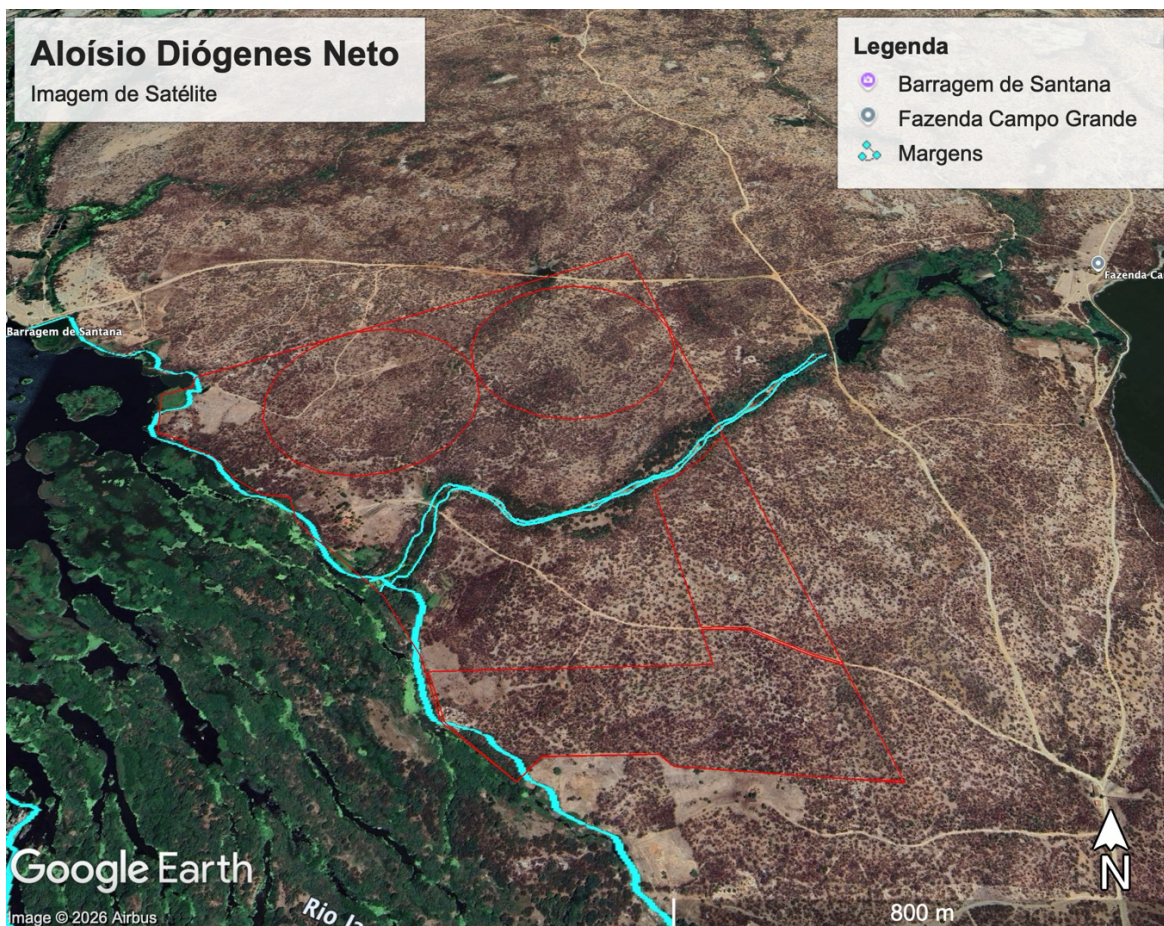 Aloísio Diógenes Neto
Imagem de Satélite
Legenda
Barragem de Santana
Fazenda Campo Grande
Margens
Fazenda Ca
Barragem de Santana
Google Earth
Image © 2026 Airbus
Rio
800 m
N